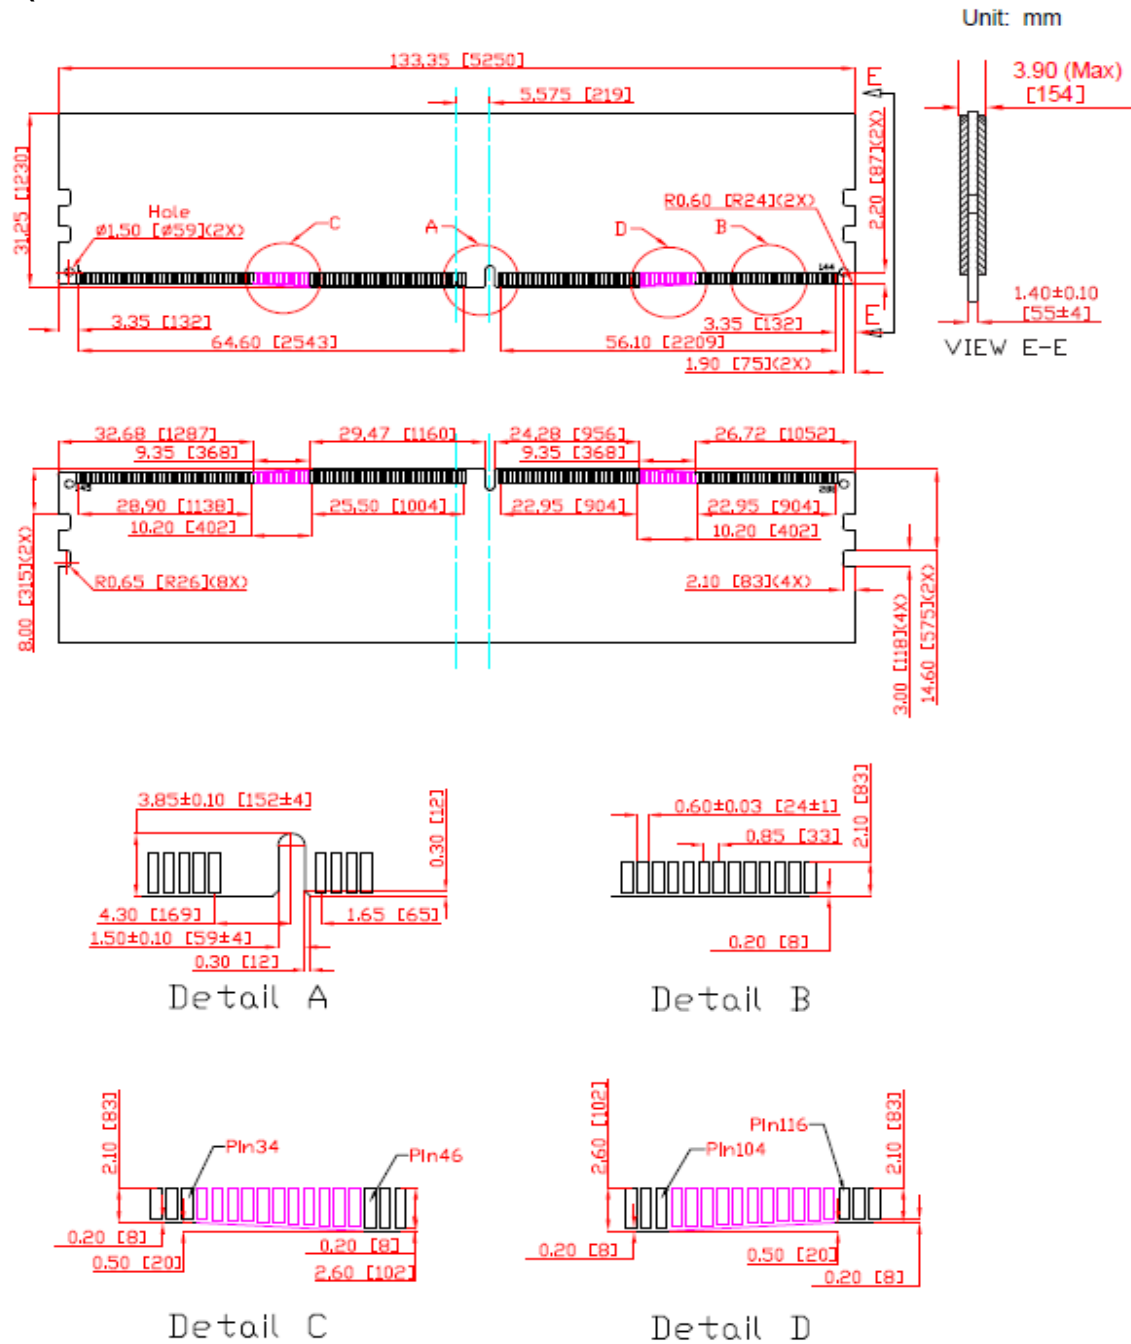 Unit: mm
133,35 [5250]
5,575 [219]
E
3.90 (Max)
[154]
31,25 [1230]
Hole
ø1,50 [ø59](2X)
C
A
D
B
R0,60 [R24](2X)
2,20 [87](2X)
1
144
3.35 [132]
64.60 [2543]
56,10 [2209]
3.35 [132]
1.90 [75](2X)
E
1.40±0.10
[55±4]
VIEW E-E
32,68 [1287]
29,47 [1160]
24,28 [956]
26,72 [1052]
9.35 [368]
9.35 [368]
145
288
28,90 [1138]
25,50 [1004]
22,95 [904]
22,95 [904]
10,20 [402]
10,20 [402]
8,00 [315](2X)
R0,65 [R26](8X)
2,10 [83](4X)
3,00 [118](4X)
14,60 [575](2X)
3,85±0,10 [152±4]
0,30 [12]
4,30 [169]
1,65 [65]
1,50±0,10 [59±4]
0,30 [12]
Detail A
0,60±0,03 [24±1]
0,85 [33]
2,10 [83]
0,20 [8]
Detail B
2,10 [83]
Pin34
Pin46
0,20 [8]
0,50 [20]
0,20 [8]
2,60 [102]
Detail C
2,60 [102]
Pin116
Pin104
2,10 [83]
0,20 [8]
0,50 [20]
0,20 [8]
Detail D